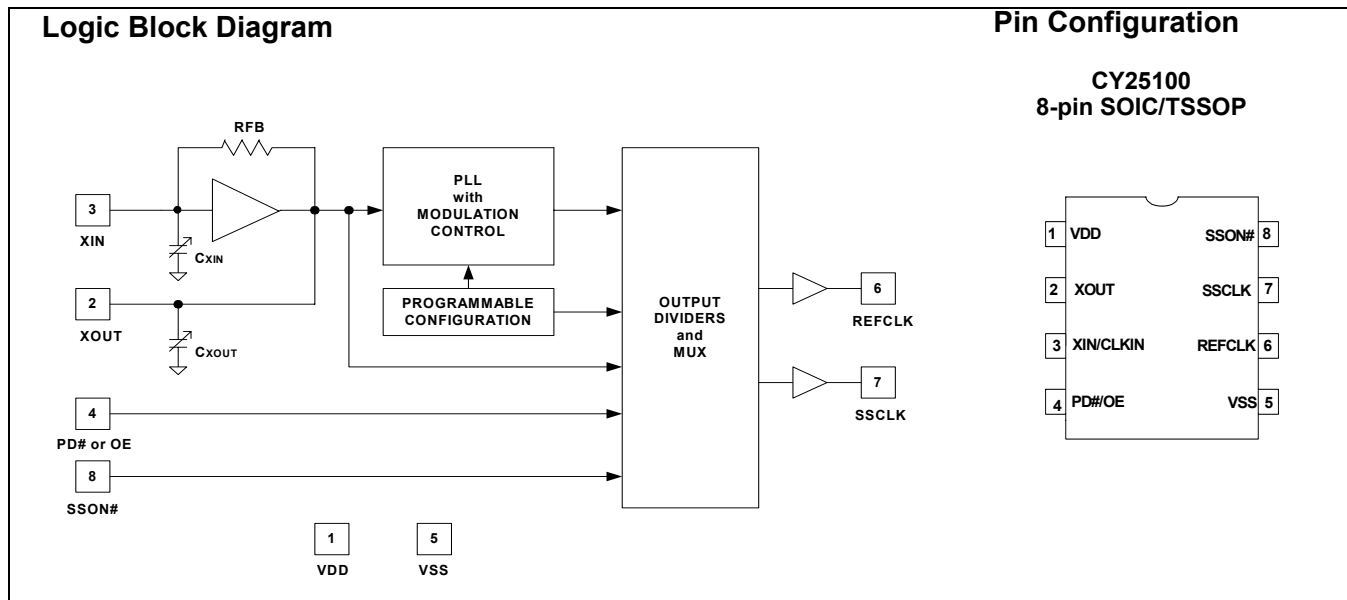 Logic Block Diagram
Pin Configuration
CY25100
8-pin SOIC/TSSOP
RFB
3
XIN
CXIN
2
XOUT
CXOUT
PLL
with
MODULATION
CONTROL
PROGRAMMABLE
CONFIGURATION
OUTPUT
DIVIDERS
and
MUX
6
REFCLK
7
SSCLK
4
PD# or OE
8
SSON#
1
VDD
5
VSS
1 VDD SSON# 8
2 XOUT SSCLK 7
3 XIN/CLKIN REFCLK 6
4 PD#/OE VSS 5